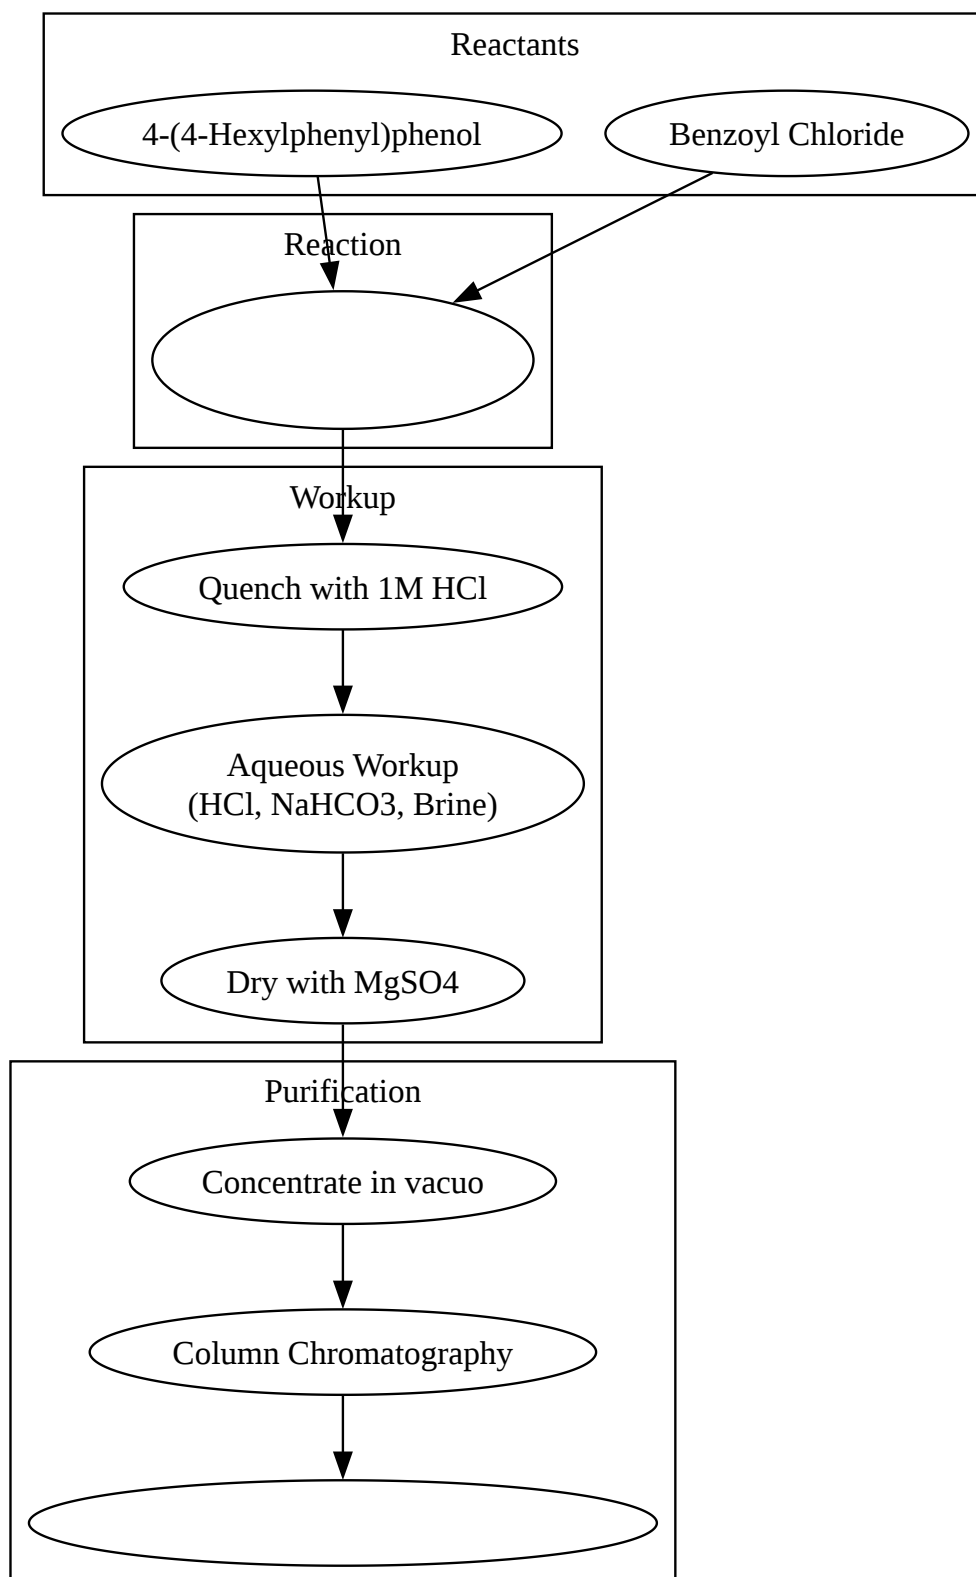 Reactants
4-(4-Hexylphenyl)phenol
Benzoyl Chloride
Reaction
Workup
Quench with 1M HCl
Aqueous Workup
(HCl, NaHCO3, Brine)
Dry with MgSO4
Purification
Concentrate in vacuo
Column Chromatography